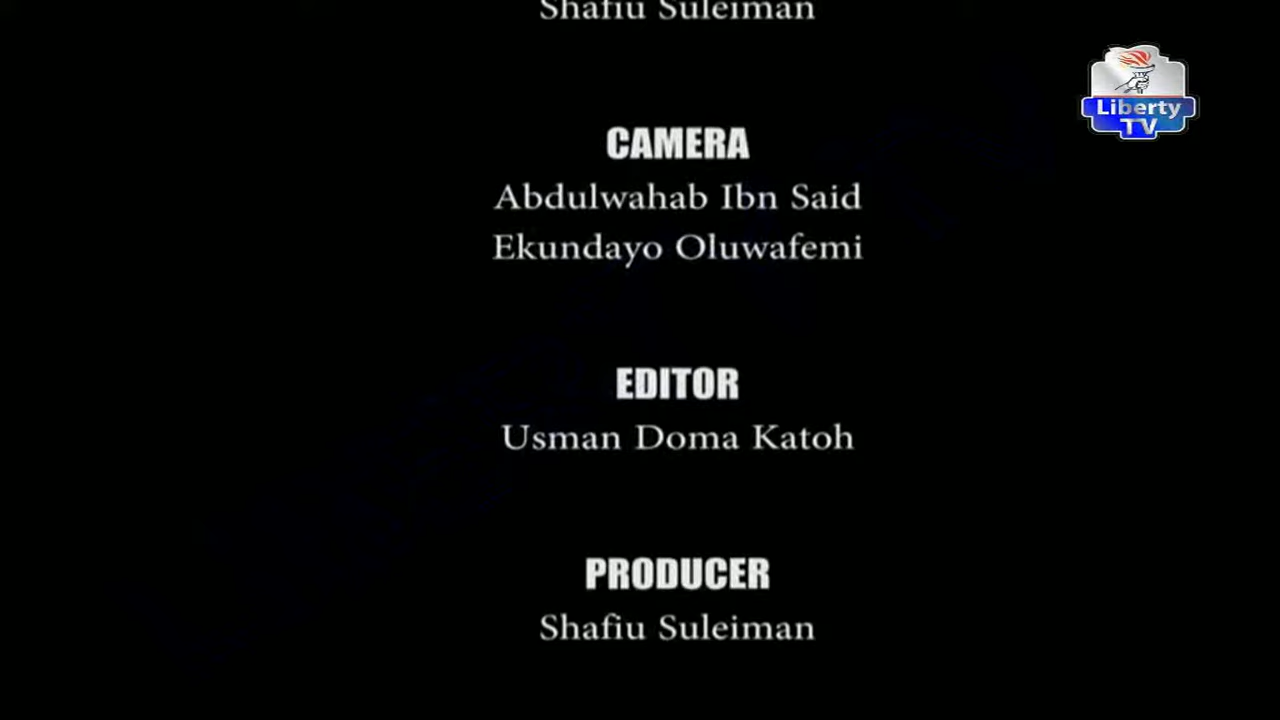 Shafiu Suleiman
Liberty
TV
CAMERA
Abdulwahab Ibn Said
Ekundayo Oluwafemi
EDITOR
Usman Doma Katoh
PRODUCER
Shafiu Suleiman